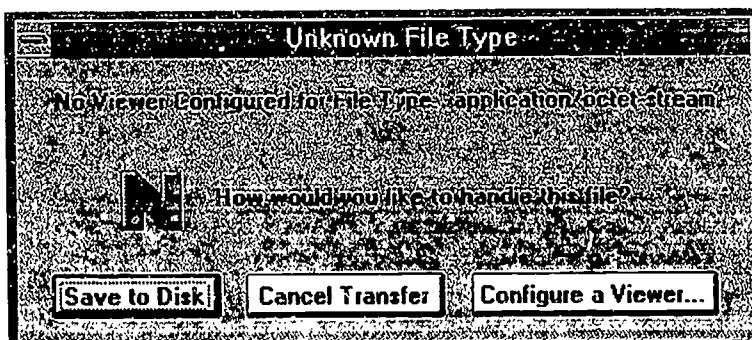 Unknown File Type
No Viewer Configured for File Type: application/octet-stream
N
How would you like to handle this file?
Save to Disk
Cancel Transfer
Configure a Viewer...